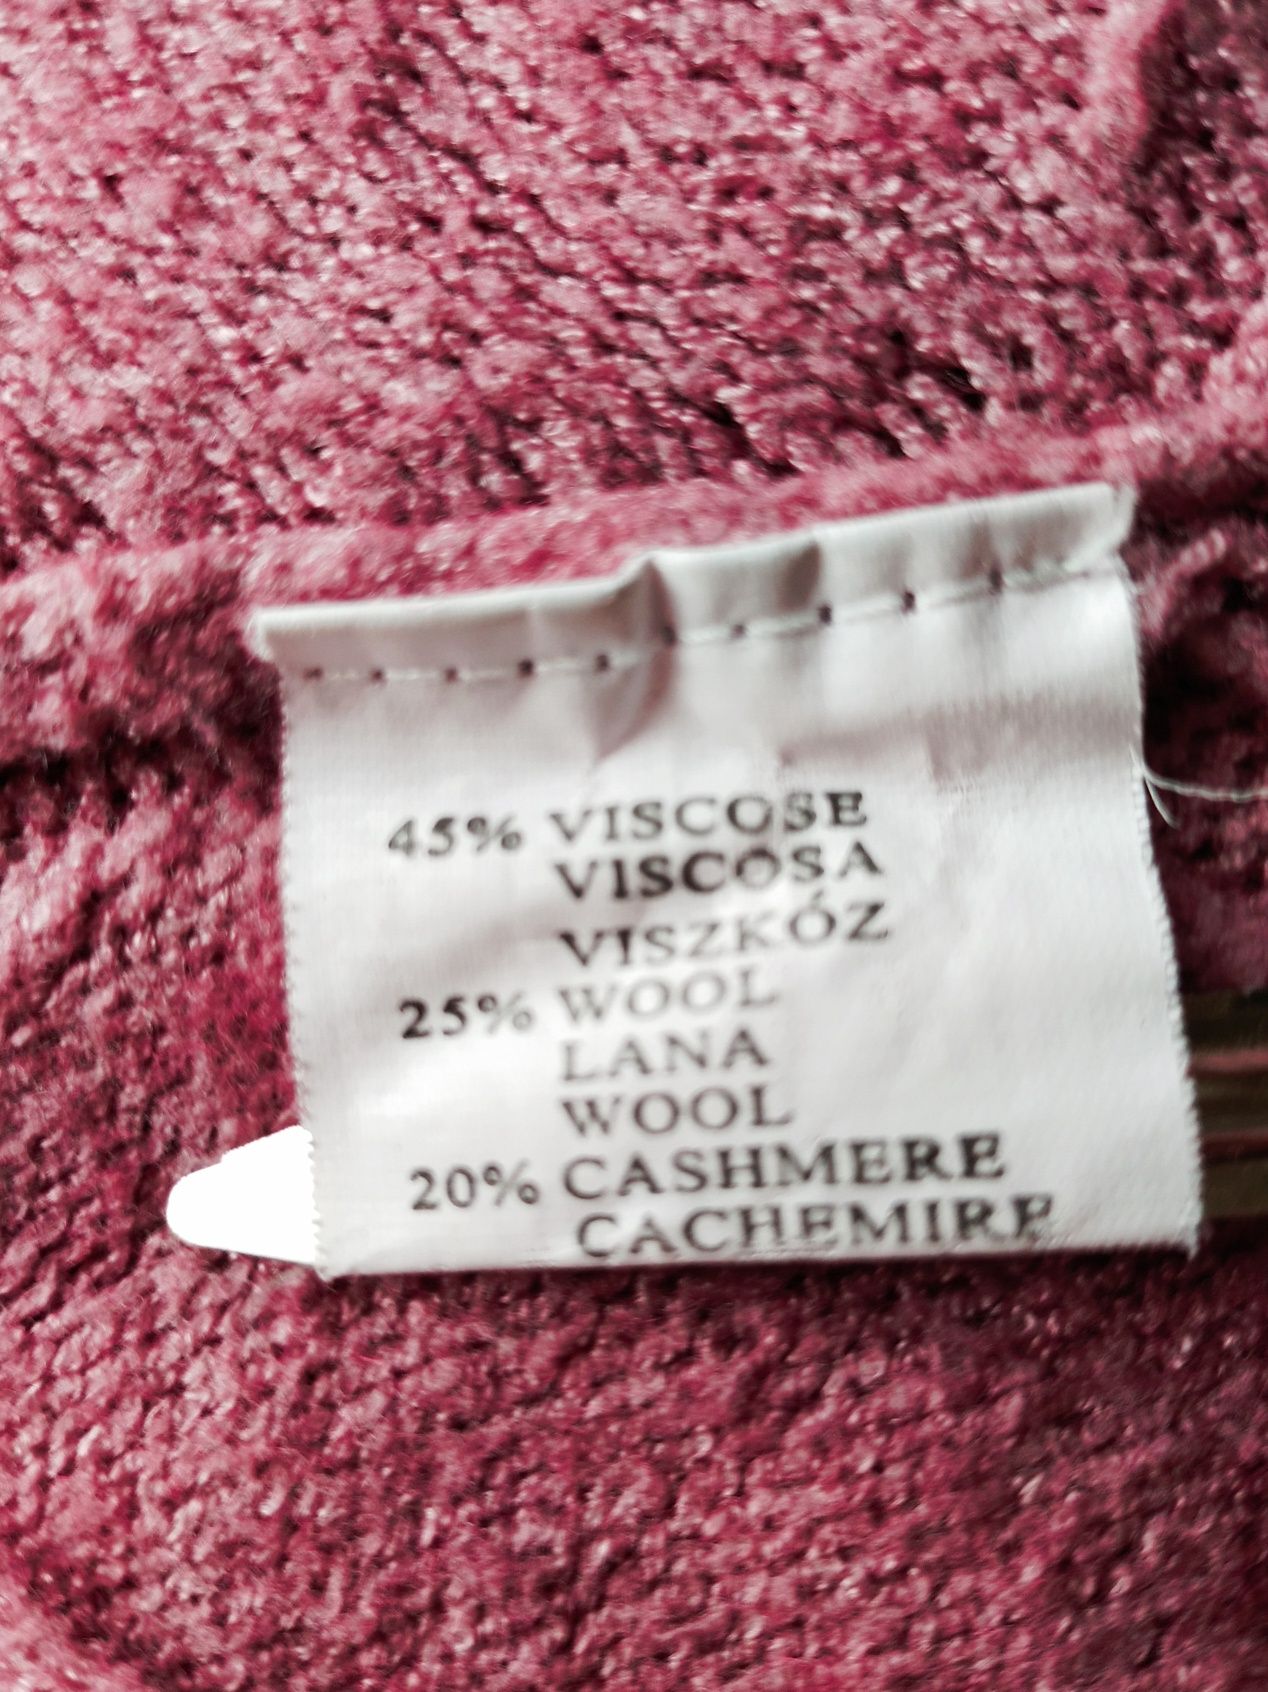 45% VISCOSE
VISCOSA
VISZKÓZ
25% WOOL
LANA
WOOL
20% CASHMERE
CACHEMIRE